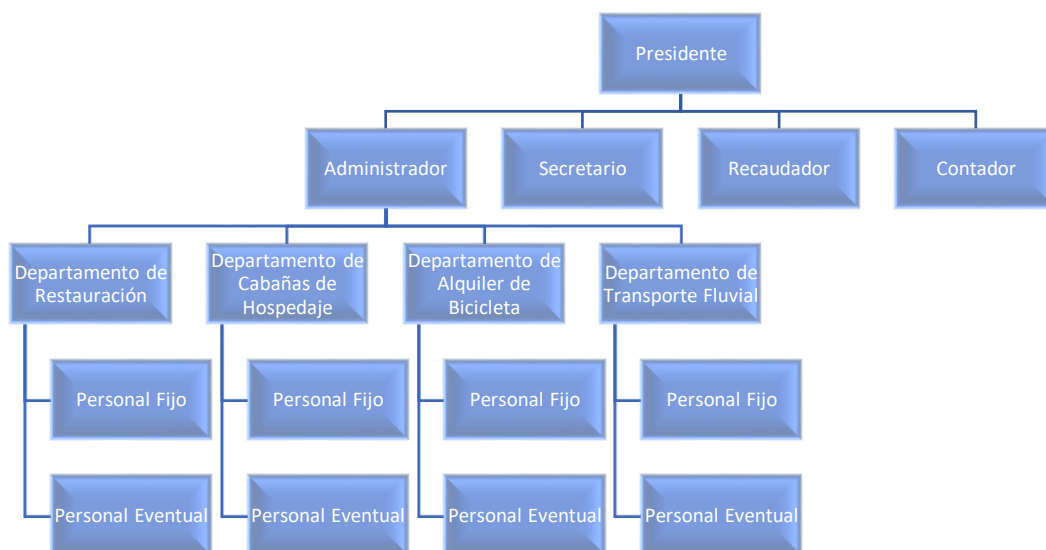 Presidente
Administrador
Secretario
Recaudador
Contador
Departamento de
Restauración
Departamento de
Cabañas de
Hospedaje
Departamento de
Alquiler de
Bicicleta
Departamento de
Transporte Fluvial
Personal Fijo
Personal Fijo
Personal Fijo
Personal Fijo
Personal Eventual
Personal Eventual
Personal Eventual
Personal Eventual